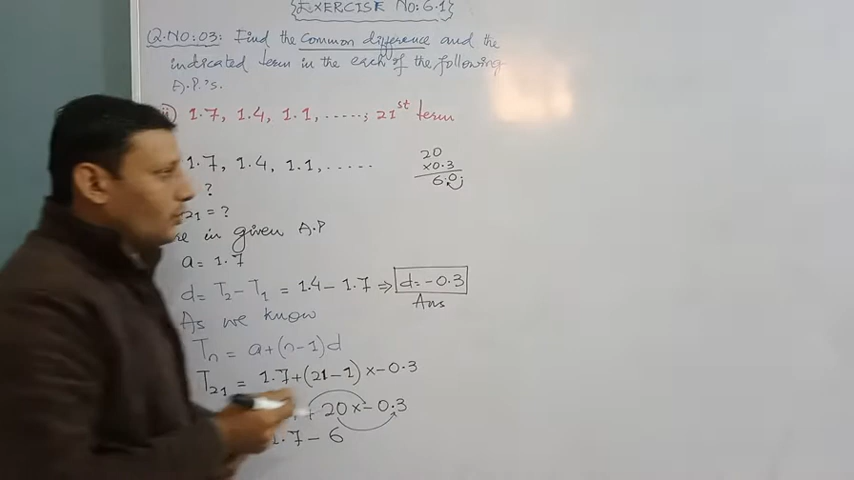 EXERCISE NO:6.1
Q.NO:03: Find the common difference and the
indicated term in the each of the following
A.P.'s.
1.7, 1.4, 1.1, .....; 21st term
1.7, 1.4, 1.1, .....
20
x0.3
6.0
?
21 = ?
in given A.P
a = 1.7
d = T2 - T1 = 1.4 - 1.7 ⇒ d = -0.3
Ans
As we know
Tn = a+(n-1)d
T21 = 1.7+(21-1)x-0.3
+ 20x-0.3
1.7 - 6